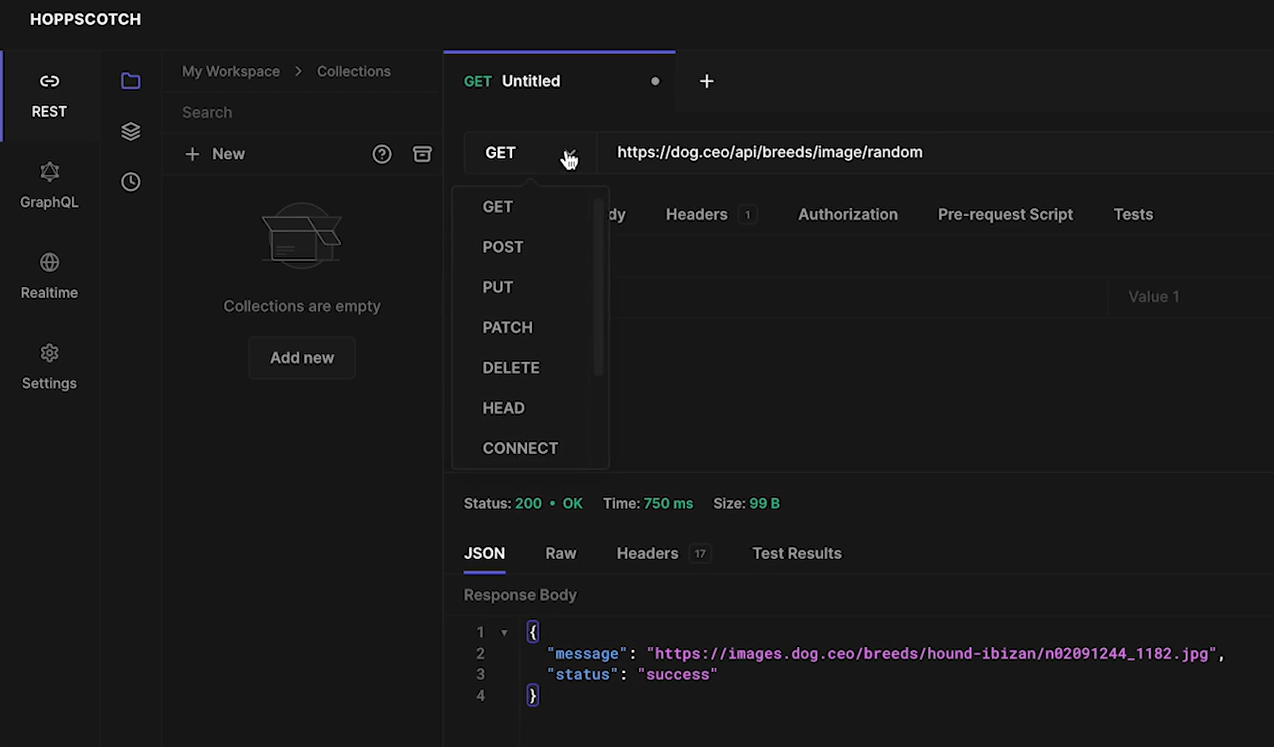 HOPPSCOTCH
REST
GraphQL
Realtime
Settings
My Workspace > Collections
Search
+ New
Collections are empty
Add new
GET Untitled
GET https://dog.ceo/api/breeds/image/random
GET
POST
PUT
PATCH
DELETE
HEAD
CONNECT
dy Headers 1 Authorization Pre-request Script Tests
Value 1
Status: 200 • OK Time: 750 ms Size: 99 B
JSON Raw Headers 17 Test Results
Response Body
1 {
2 "message": "https://images.dog.ceo/breeds/hound-ibizan/n02091244_1182.jpg",
3 "status": "success"
4 }